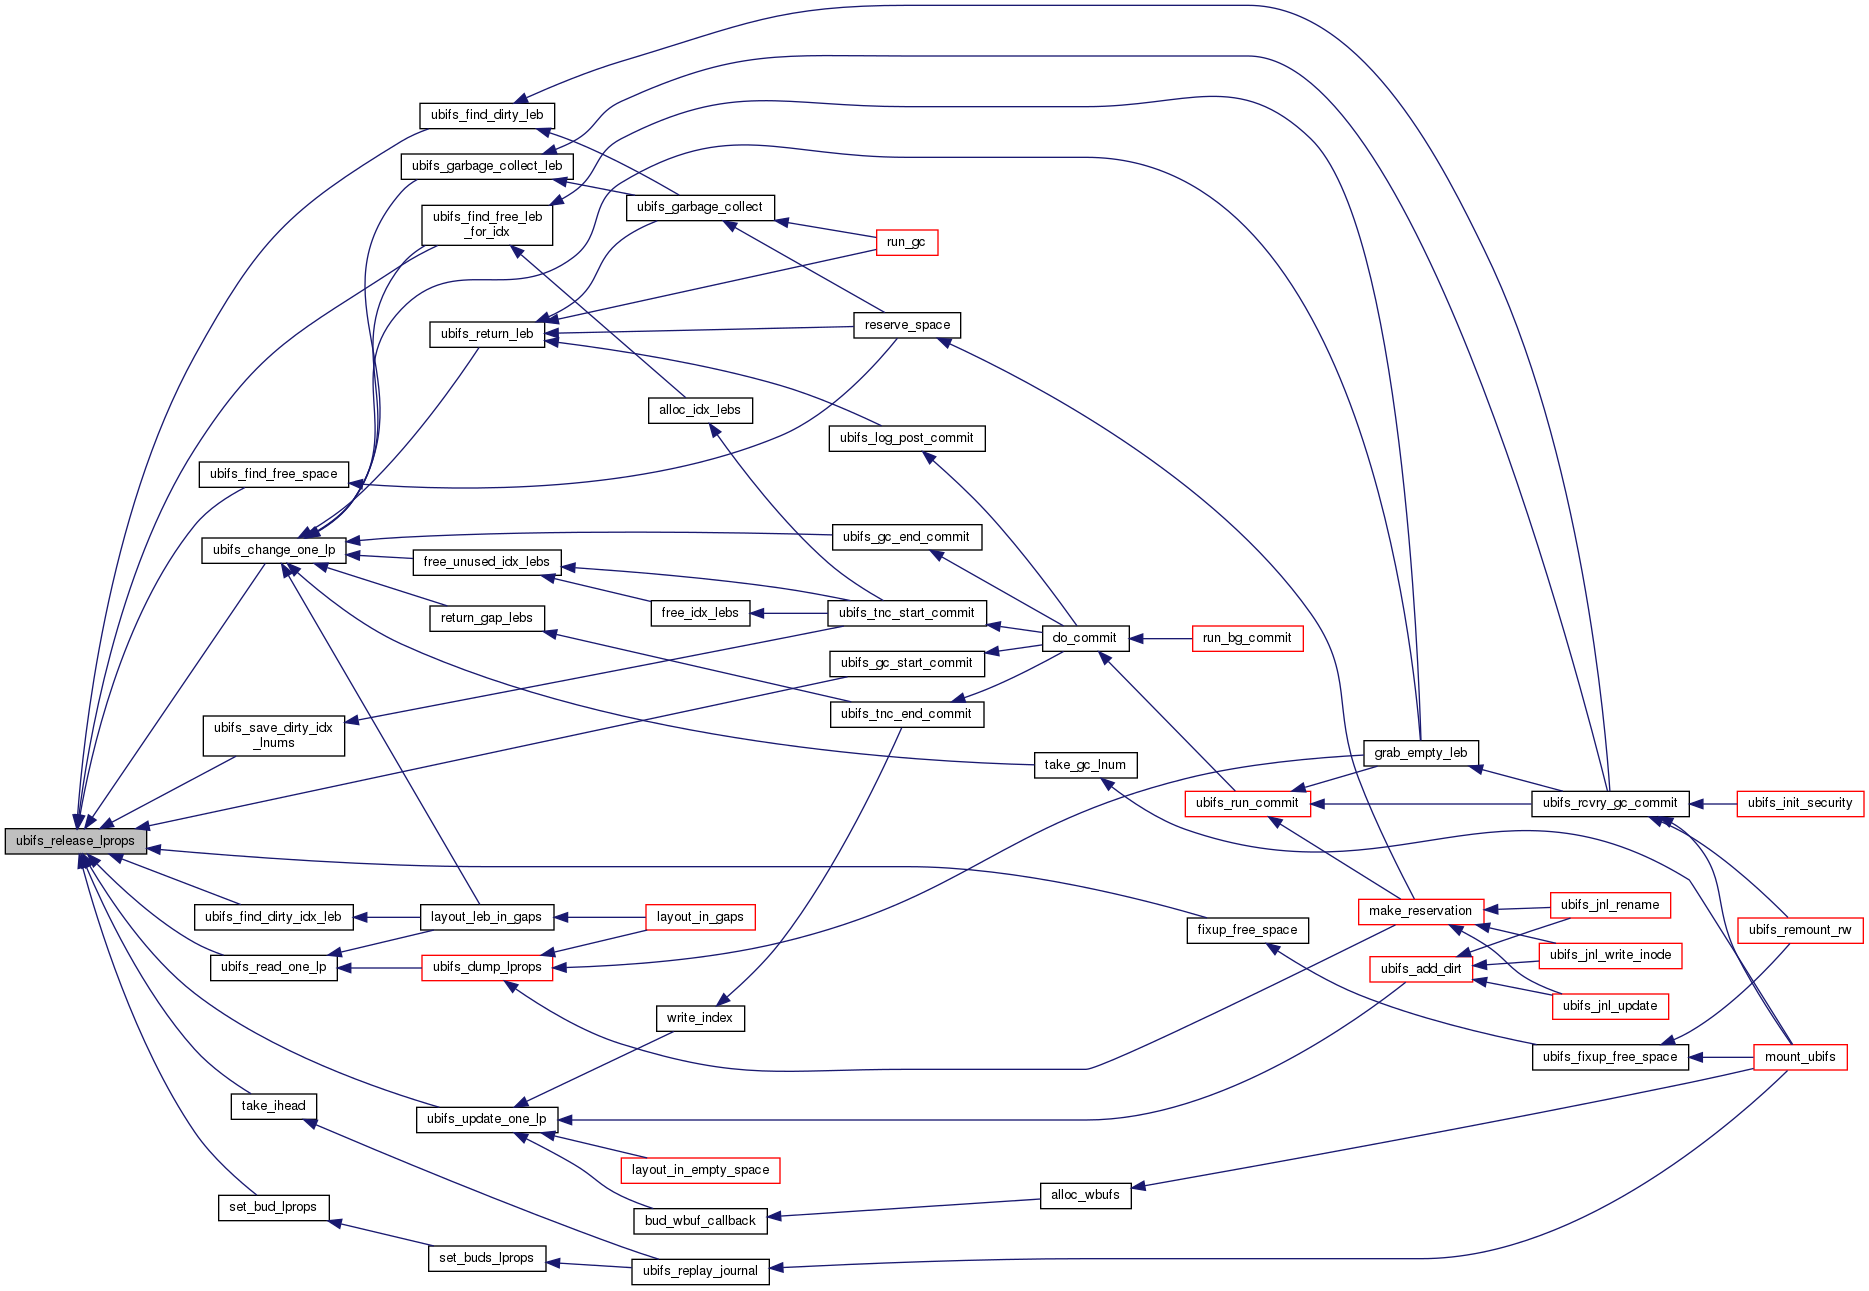 ubifs_find_dirty_leb
ubifs_garbage_collect_leb
ubifs_garbage_collect
ubifs_find_free_leb
_for_idx
run_gc
reserve_space
ubifs_return_leb
alloc_idx_lebs
ubifs_log_post_commit
ubifs_find_free_space
ubifs_gc_end_commit
ubifs_change_one_lp
free_unused_idx_lebs
free_idx_lebs
ubifs_tnc_start_commit
return_gap_lebs
do_commit
run_bg_commit
ubifs_gc_start_commit
ubifs_tnc_end_commit
ubifs_save_dirty_idx
_lnums
grab_empty_leb
take_gc_lnum
ubifs_run_commit
ubifs_rcvry_gc_commit
ubifs_init_security
ubifs_release_lprops
ubifs_jnl_rename
make_reservation
ubifs_find_dirty_idx_leb
layout_leb_in_gaps
layout_in_gaps
fixup_free_space
ubifs_remount_rw
ubifs_jnl_write_inode
ubifs_read_one_lp
ubifs_dump_lprops
ubifs_add_dirt
ubifs_jnl_update
write_index
ubifs_fixup_free_space
mount_ubifs
take_ihead
ubifs_update_one_lp
layout_in_empty_space
alloc_wbufs
set_bud_lprops
bud_wbuf_callback
set_buds_lprops
ubifs_replay_journal